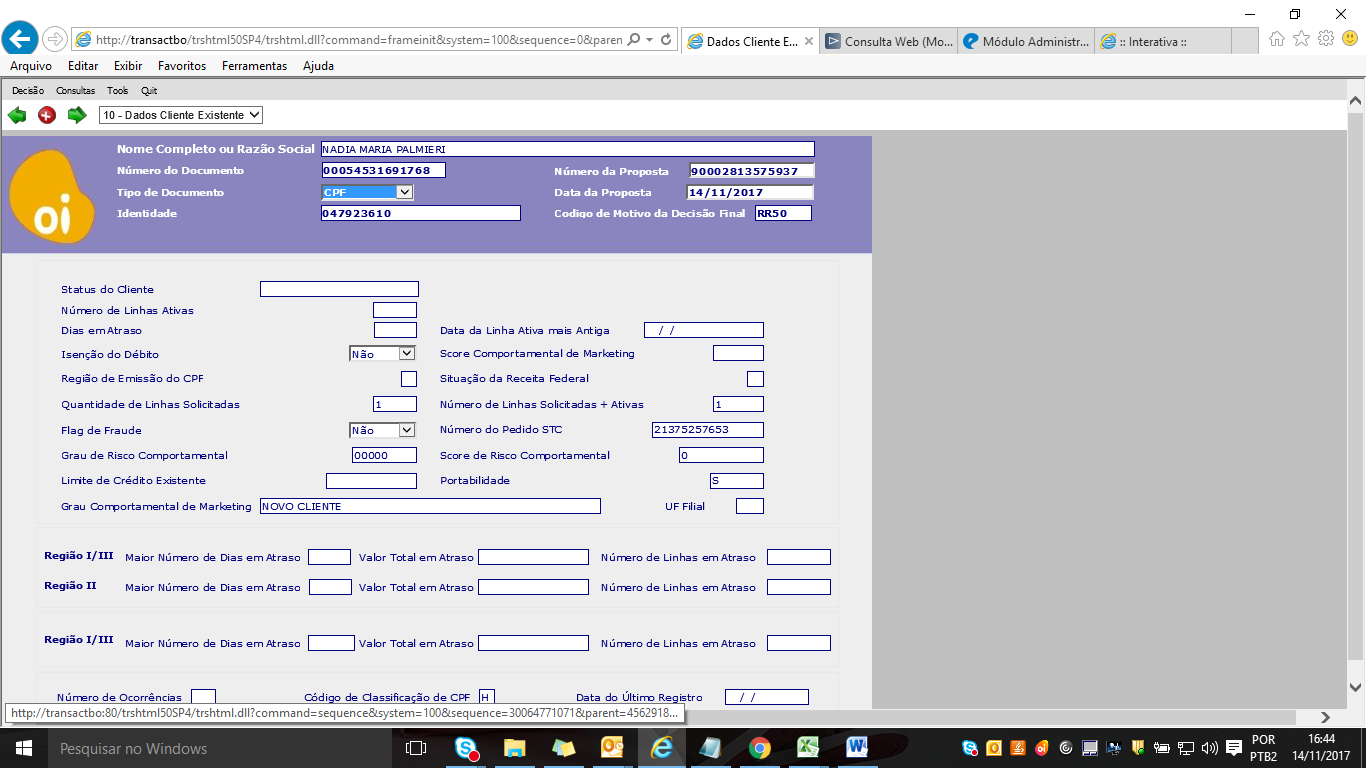 http://transactbo/trshtml50SP4/trshtml.dll?command=frameinit&system=100&sequence=0&paren
Dados Cliente E... Consulta Web (Mo... Módulo Administr... :: Interativa ::
Arquivo Editar Exibir Favoritos Ferramentas Ajuda
Decisão Consultas Tools Quit
10 - Dados Cliente Existente
oi
Nome Completo ou Razão Social NADIA MARIA PALMIERI
Número do Documento 00054531691768 Número da Proposta 90002813575937
Tipo de Documento CPF Data da Proposta 14/11/2017
Identidade 047923610 Codigo de Motivo da Decisão Final RR50
Status do Cliente
Número de Linhas Ativas
Dias em Atraso Data da Linha Ativa mais Antiga / /
Isenção do Débito Não Score Comportamental de Marketing
Região de Emissão do CPF Situação da Receita Federal
Quantidade de Linhas Solicitadas 1 Número de Linhas Solicitadas + Ativas 1
Flag de Fraude Não Número do Pedido STC 21375257653
Grau de Risco Comportamental 00000 Score de Risco Comportamental 0
Limite de Crédito Existente Portabilidade S
Grau Comportamental de Marketing NOVO CLIENTE UF Filial
Região I/III Maior Número de Dias em Atraso Valor Total em Atraso Número de Linhas em Atraso
Região II Maior Número de Dias em Atraso Valor Total em Atraso Número de Linhas em Atraso
Região I/III Maior Número de Dias em Atraso Valor Total em Atraso Número de Linhas em Atraso
Número de Ocorrências Código de Classificação de CPF H Data do Último Registro / /
http://transactbo:80/trshtml50SP4/trshtml.dll?command=sequence&system=100&sequence=30064771071&parent=4562918...
Pesquisar no Windows
POR 16:44
PTB2 14/11/2017